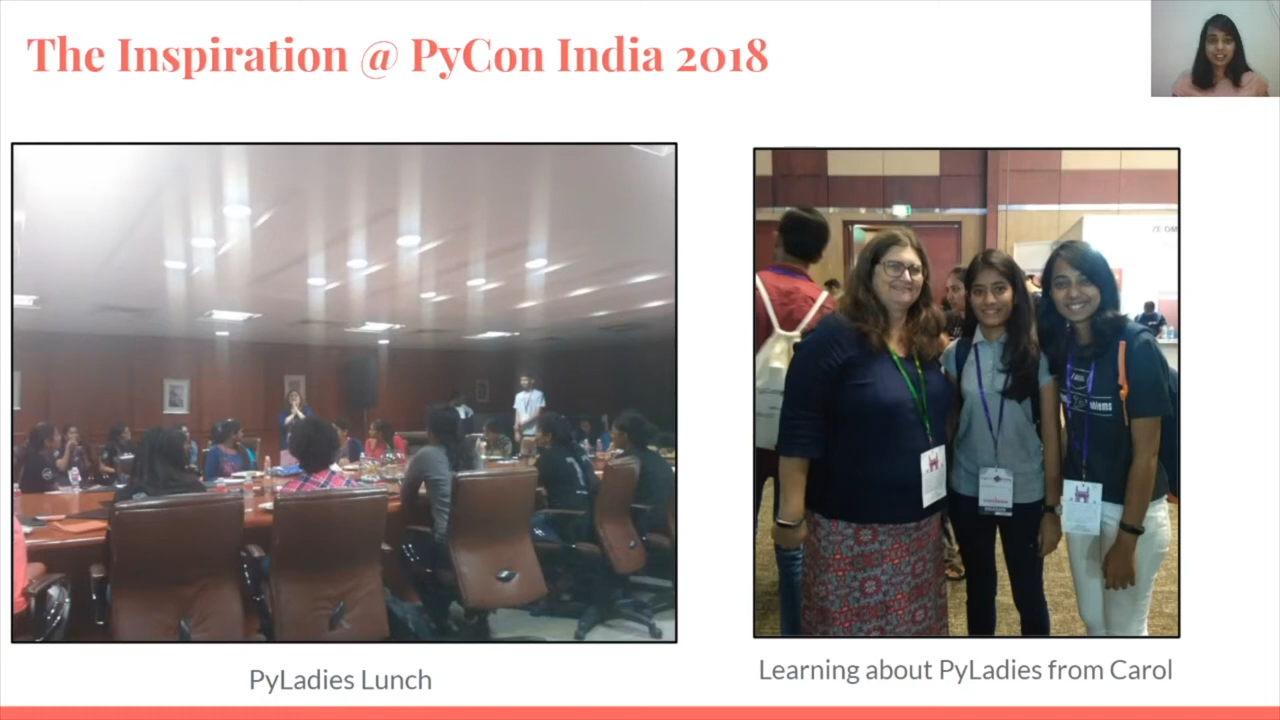 The Inspiration @ PyCon India 2018
PyLadies Lunch
Learning about PyLadies from Carol